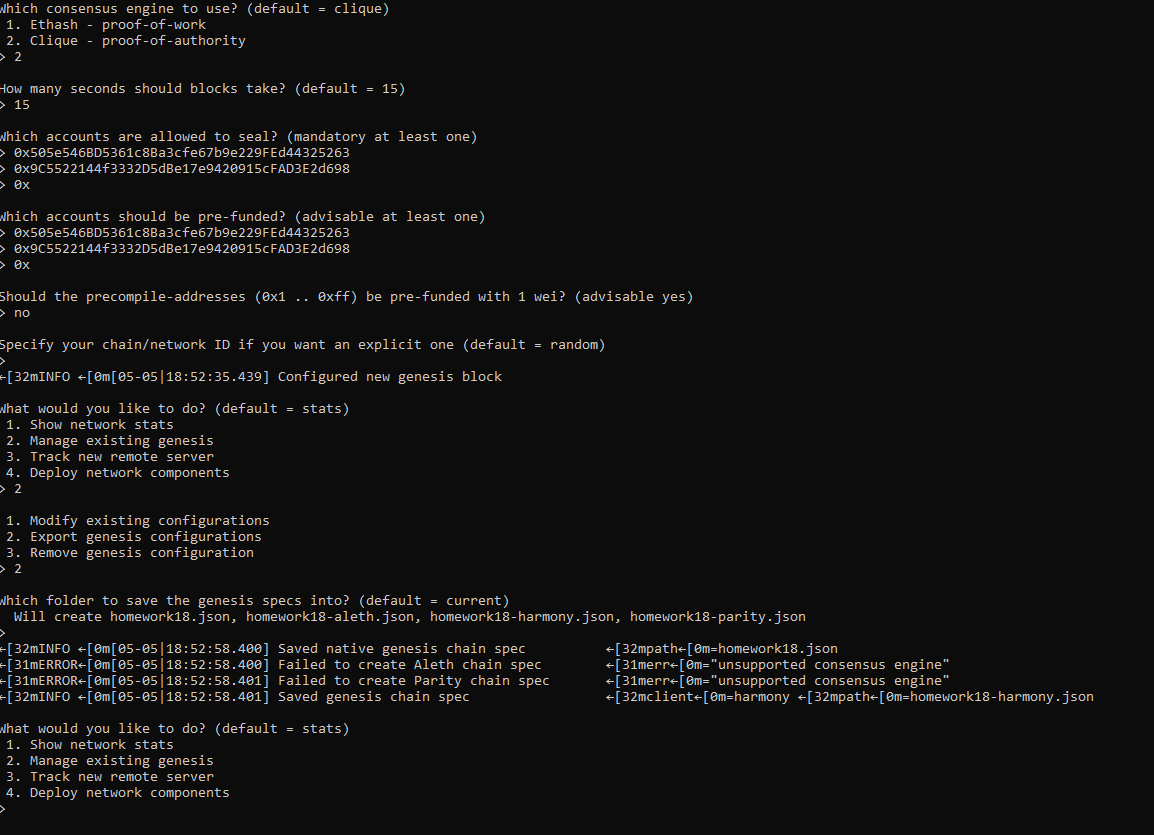 Which consensus engine to use? (default = clique)
1. Ethash - proof-of-work
2. Clique - proof-of-authority
> 2
How many seconds should blocks take? (default = 15)
> 15
Which accounts are allowed to seal? (mandatory at least one)
> 0x505e546BD5361c8Ba3cfe67b9e229FEd44325263
> 0x9C5522144f3332D5dBe17e9420915cFAD3E2d698
> 0x
Which accounts should be pre-funded? (advisable at least one)
> 0x505e546BD5361c8Ba3cfe67b9e229FEd44325263
> 0x9C5522144f3332D5dBe17e9420915cFAD3E2d698
> 0x
Should the precompile-addresses (0x1 .. 0xff) be pre-funded with 1 wei? (advisable yes)
> no
Specify your chain/network ID if you want an explicit one (default = random)
>
←[32mINFO ←[0m[05-05|18:52:35.439] Configured new genesis block
What would you like to do? (default = stats)
1. Show network stats
2. Manage existing genesis
3. Track new remote server
4. Deploy network components
> 2
1. Modify existing configurations
2. Export genesis configurations
3. Remove genesis configuration
> 2
Which folder to save the genesis specs into? (default = current)
Will create homework18.json, homework18-aleth.json, homework18-harmony.json, homework18-parity.json
>
←[32mINFO ←[0m[05-05|18:52:58.400] Saved native genesis chain spec ←[32mpath←[0m=homework18.json
←[31mERROR←[0m[05-05|18:52:58.400] Failed to create Aleth chain spec ←[31merr←[0m="unsupported consensus engine"
←[31mERROR←[0m[05-05|18:52:58.401] Failed to create Parity chain spec ←[31merr←[0m="unsupported consensus engine"
←[32mINFO ←[0m[05-05|18:52:58.401] Saved genesis chain spec ←[32mclient←[0m=harmony ←[32mpath←[0m=homework18-harmony.json
What would you like to do? (default = stats)
1. Show network stats
2. Manage existing genesis
3. Track new remote server
4. Deploy network components
>